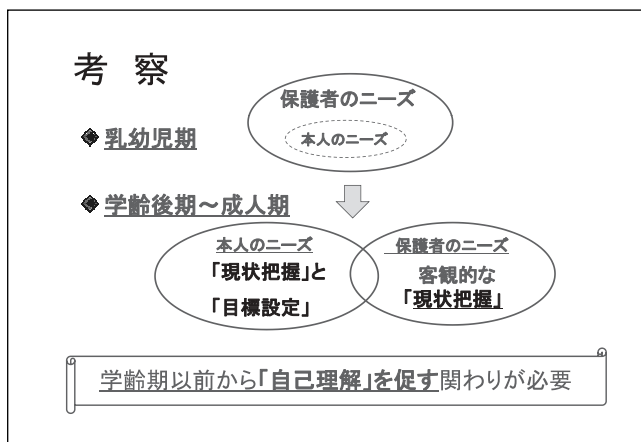 考 察
保護者のニーズ
本人のニーズ
乳幼児期
学齢後期～成人期
本人のニーズ
「現状把握」と
「目標設定」
保護者のニーズ
客観的な
「現状把握」
学齢期以前から「自己理解」を促す関わりが必要